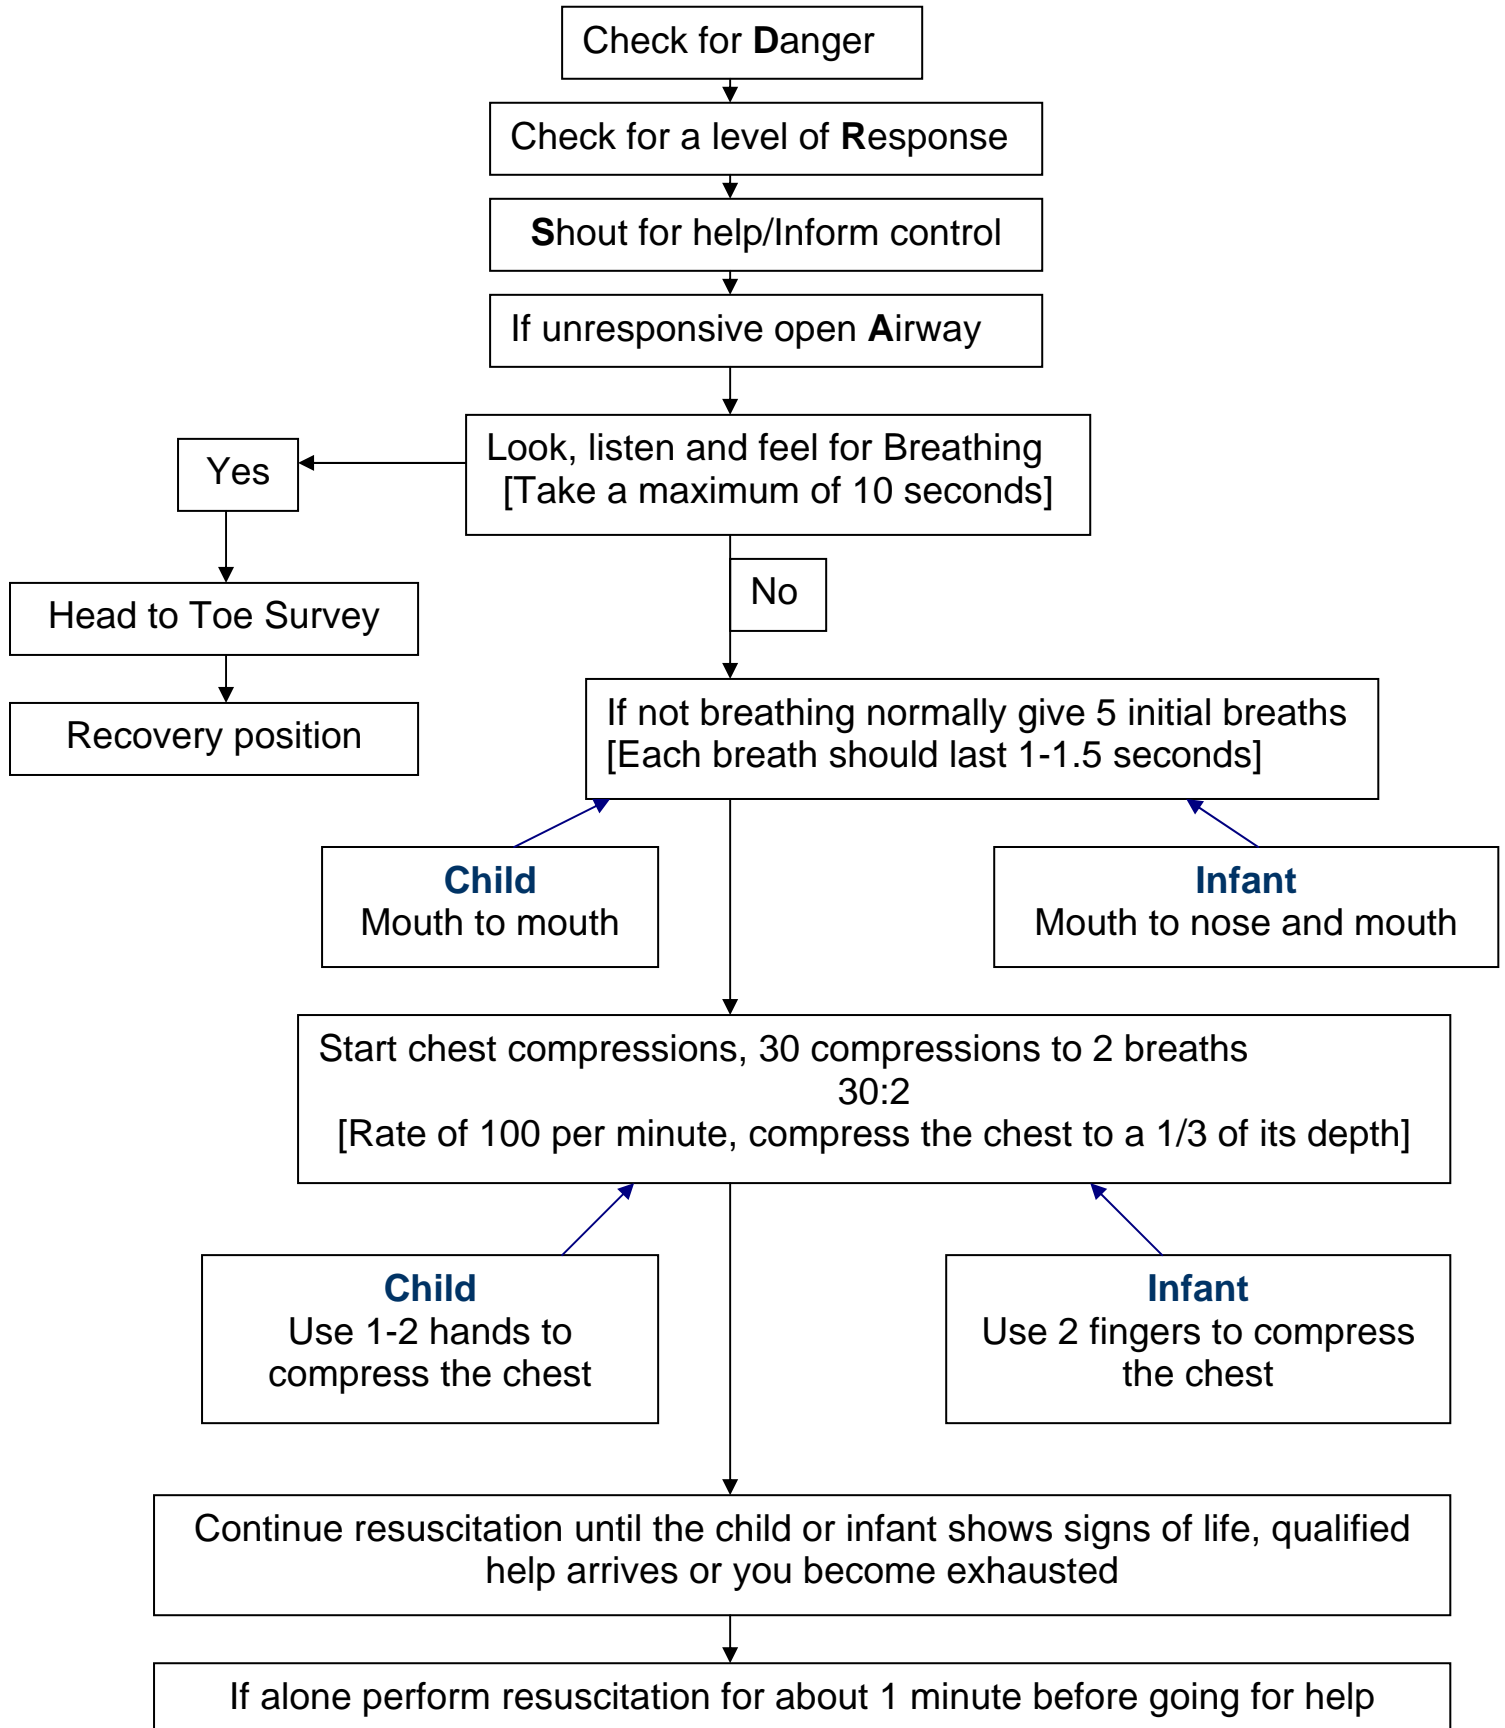 Check for Danger
Check for a level of Response
Shout for help/Inform control
If unresponsive open Airway
Look, listen and feel for Breathing
[Take a maximum of 10 seconds]
Yes
No
Head to Toe Survey
Recovery position
If not breathing normally give 5 initial breaths
[Each breath should last 1-1.5 seconds]
Child
Mouth to mouth
Infant
Mouth to nose and mouth
Start chest compressions, 30 compressions to 2 breaths
30:2
[Rate of 100 per minute, compress the chest to a 1/3 of its depth]
Child
Use 1-2 hands to
compress the chest
Infant
Use 2 fingers to compress
the chest
Continue resuscitation until the child or infant shows signs of life, qualified
help arrives or you become exhausted
If alone perform resuscitation for about 1 minute before going for help